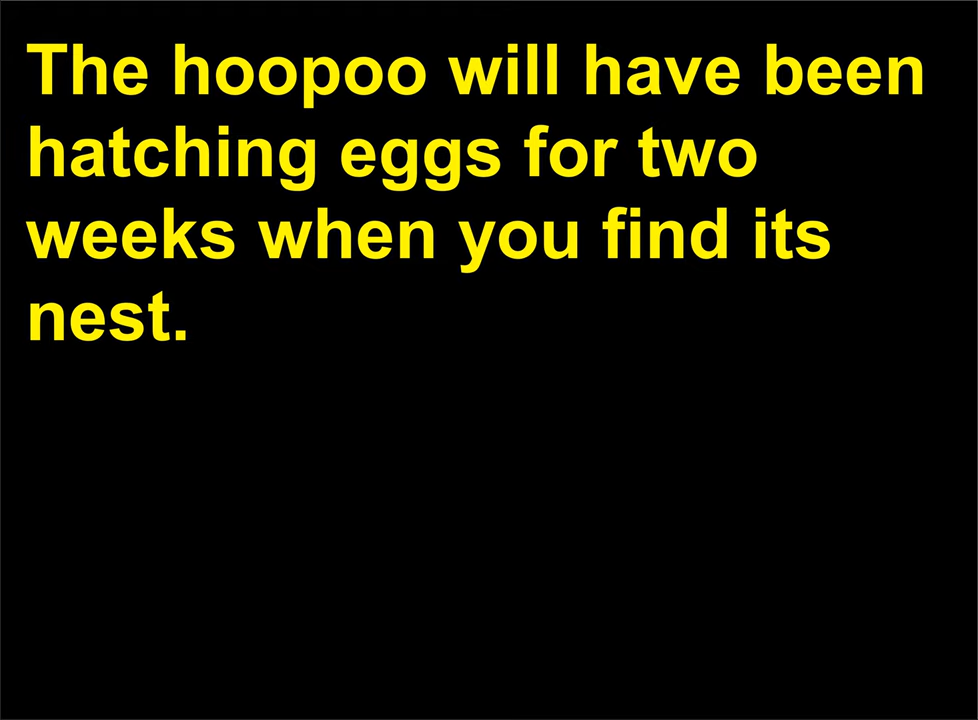 The hoopoo will have been
hatching eggs for two
weeks when you find its
nest.